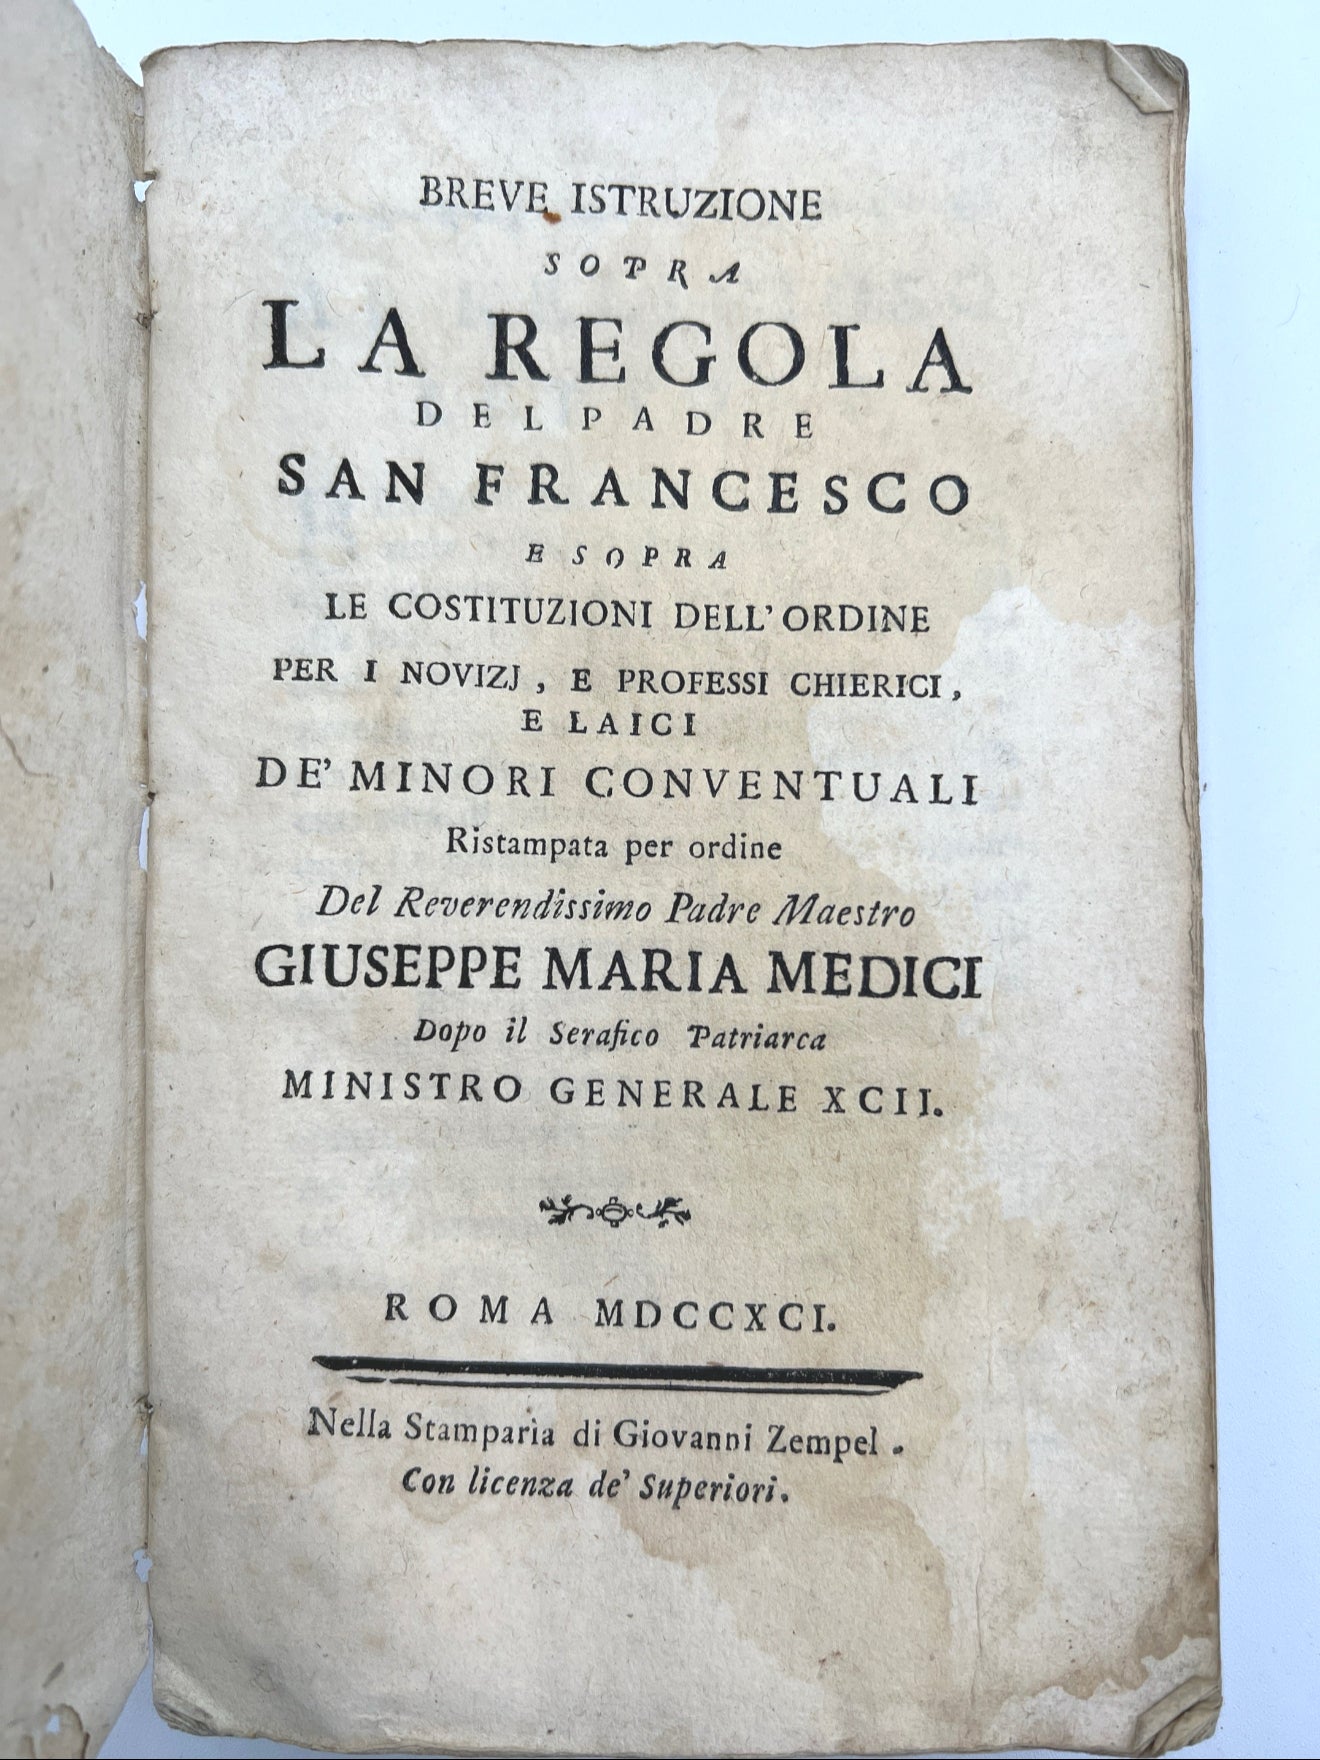 BREVE ISTRUZIONE
SOPRA
LA REGOLA
DEL PADRE
SAN FRANCESCO
E SOPRA
LE COSTITUZIONI DELL' ORDINE
PER I NOVIZJ, E PROFESSI CHIERICI,
E LAICI
DE' MINORI CONVENTUALI
Ristampata per ordine
Del Reverendissimo Padre Maestro
GIUSEPPE MARIA MEDICI
Dopo il Serafico Patriarca
MINISTRO GENERALE XCII.
ROMA MDCCXCI.
Nella Stamparia di Giovanni Zempel.
Con licenza de' Superiori.